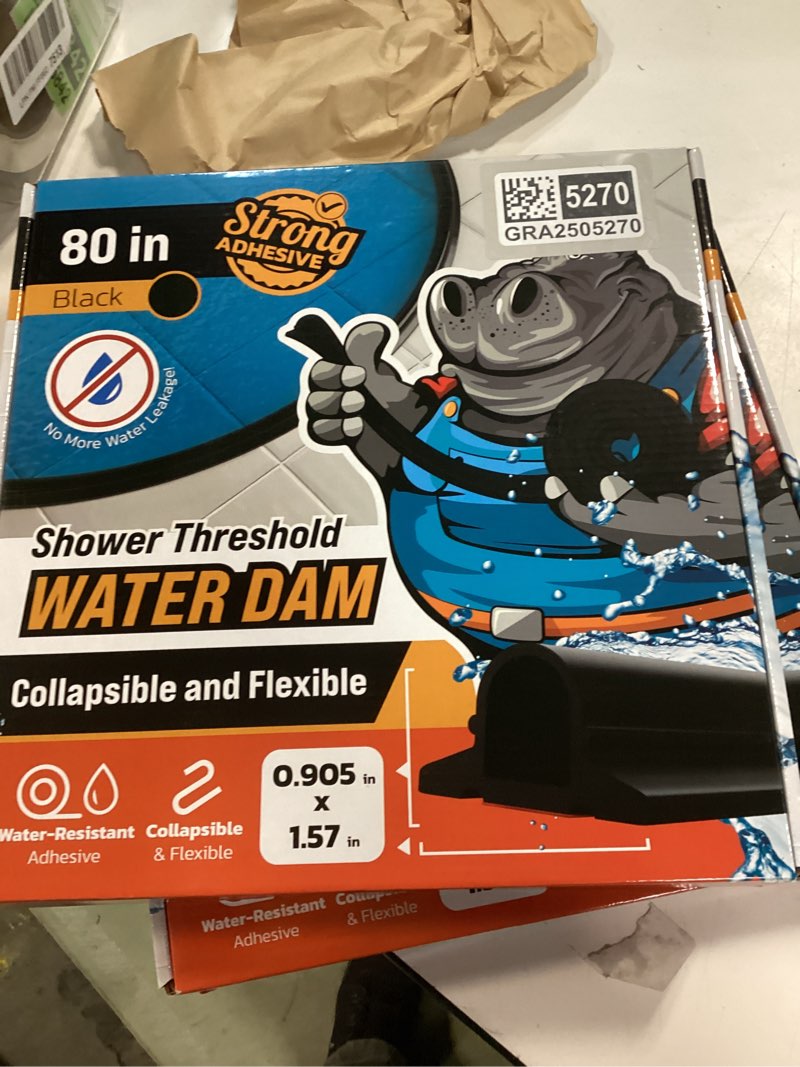 80 in
Black
Strong
ADHESIVE
5270
GRA2505270
No More Water Leakage!
Shower Threshold
WATER DAM
Collapsible and Flexible
Water-Resistant
Adhesive
Collapsible
& Flexible
0.905 in
x
1.57 in
Water-Resistant
Adhesive
& Flexible